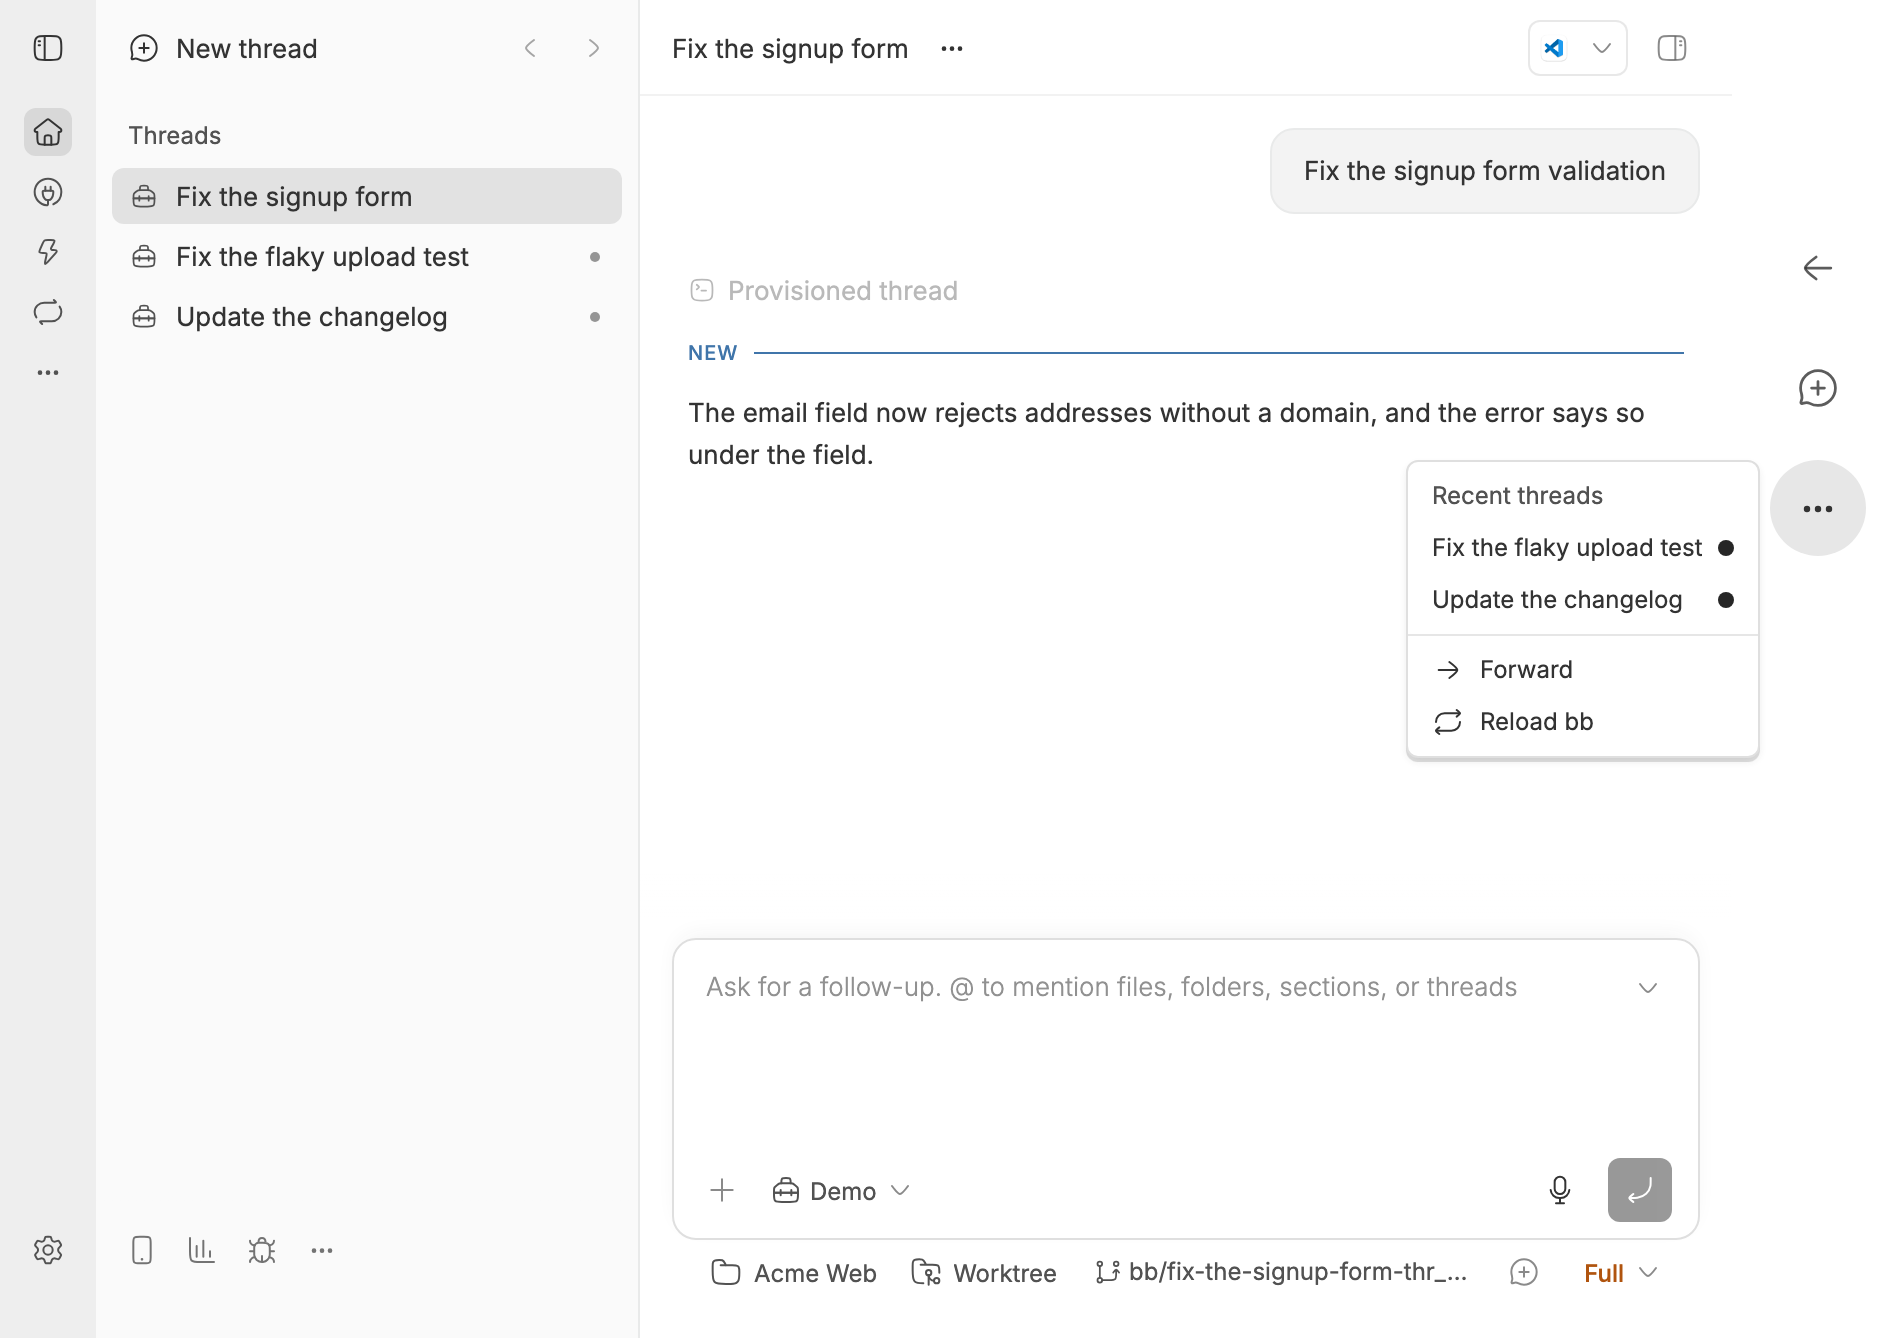 New thread
Threads
Fix the signup form
Fix the flaky upload test
Update the changelog
Fix the signup form
Fix the signup form validation
Provisioned thread
NEW
The email field now rejects addresses without a domain, and the error says so
under the field.
Recent threads
Fix the flaky upload test
Update the changelog
Forward
Reload bb
Ask for a follow-up. @ to mention files, folders, sections, or threads
Demo
Acme Web
Worktree
bb/fix-the-signup-form-thr_...
Full